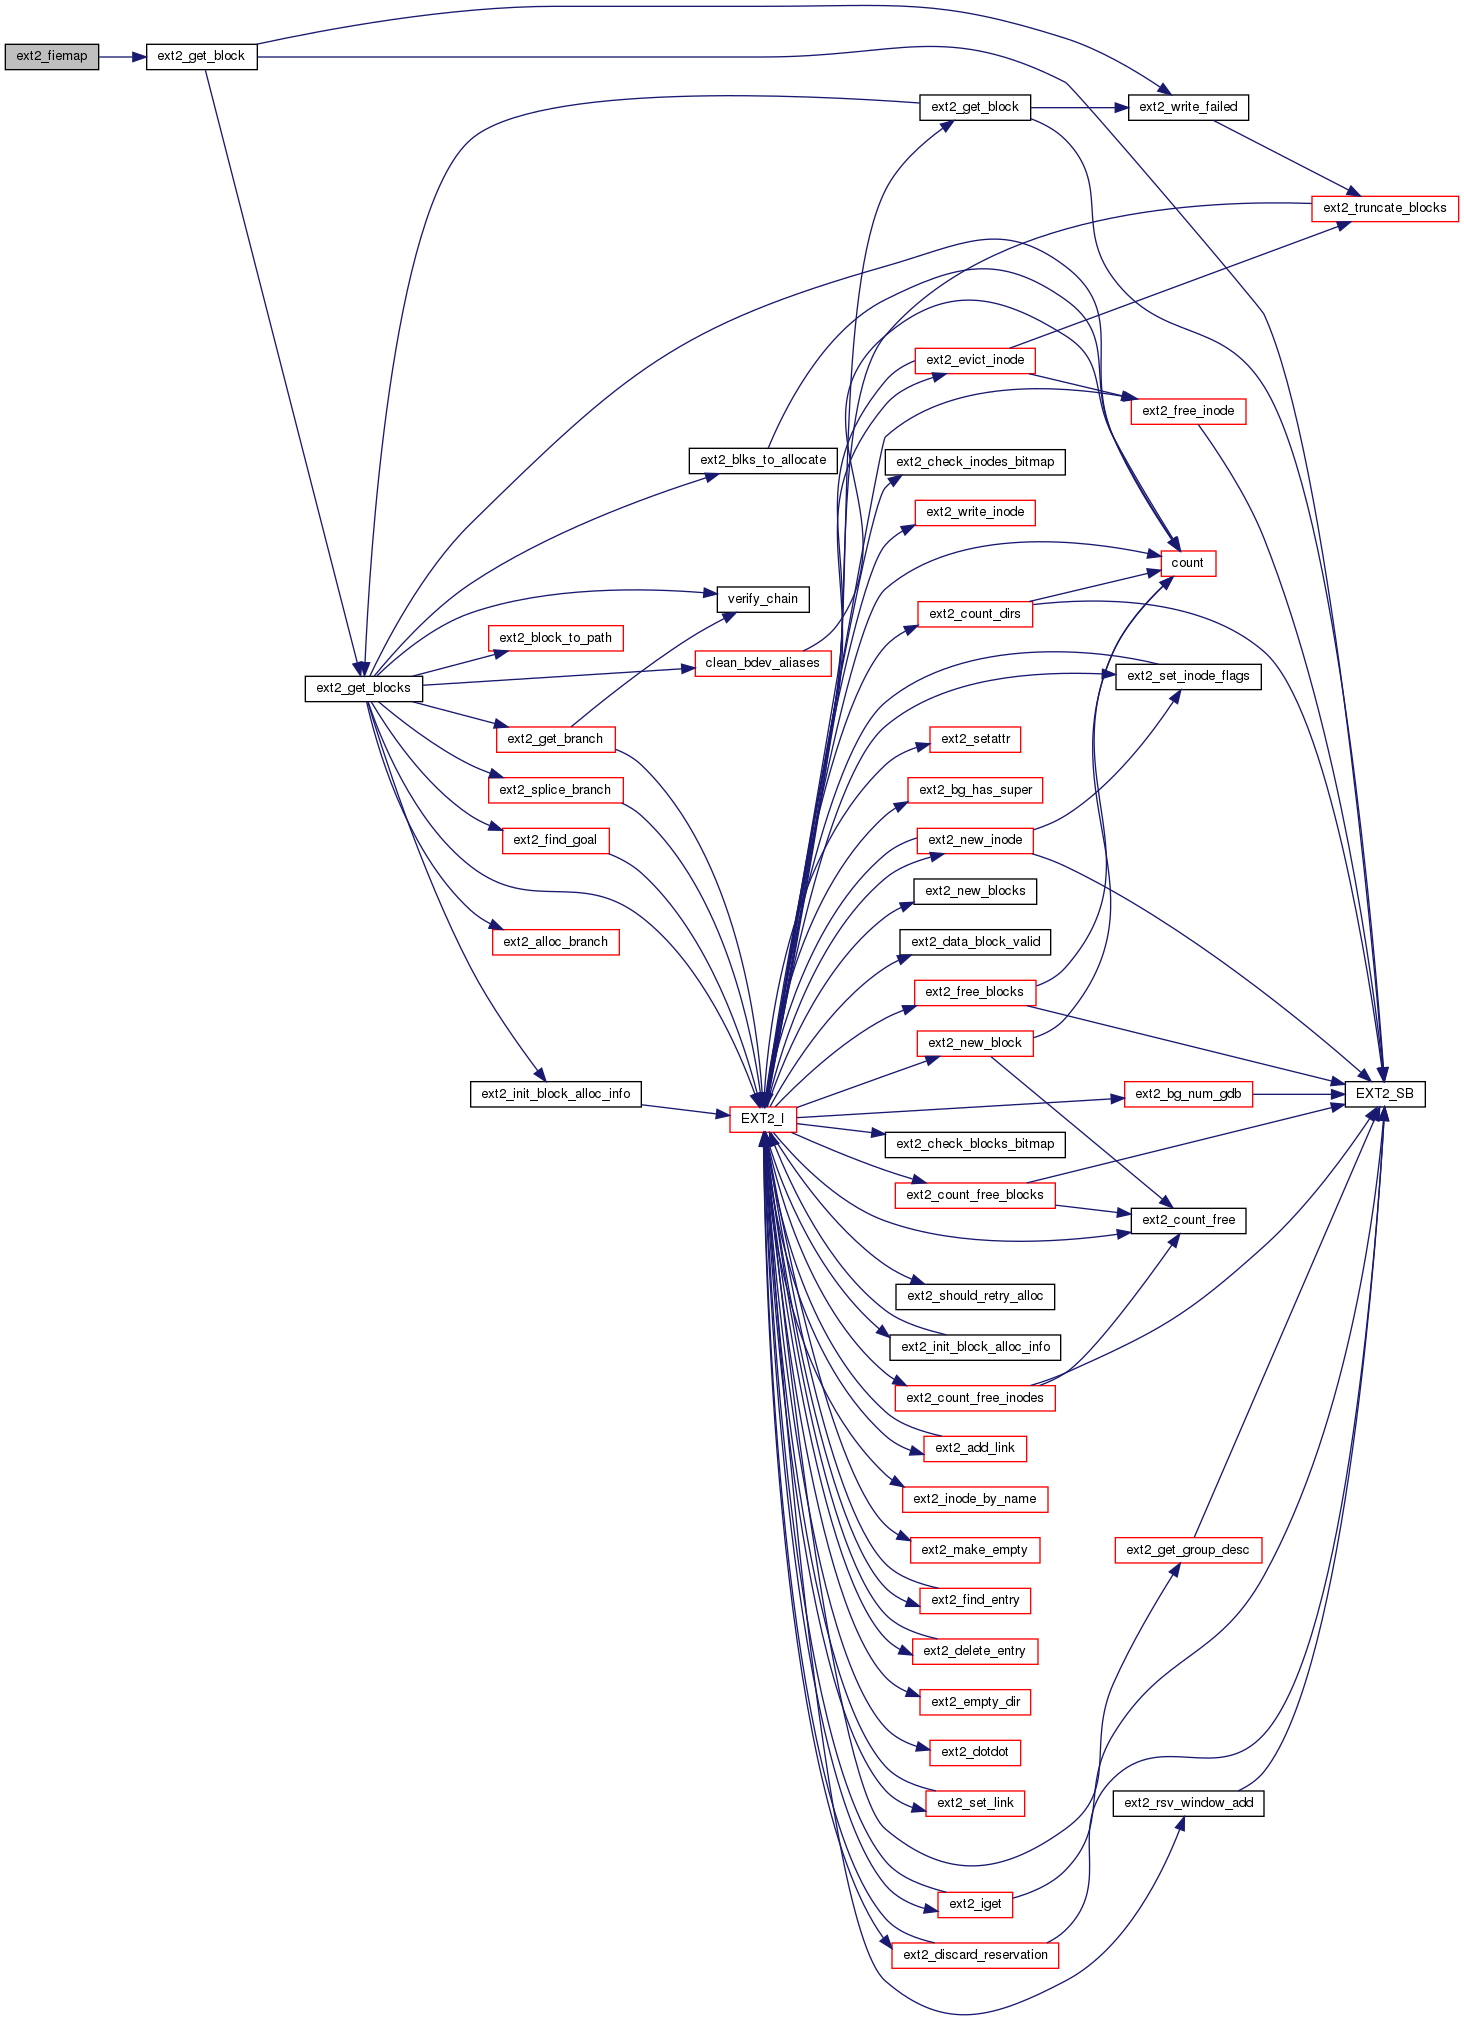 ext2_fiemap
ext2_get_block
ext2_get_block
ext2_write_failed
ext2_truncate_blocks
ext2_evict_inode
ext2_free_inode
ext2_blks_to_allocate
ext2_check_inodes_bitmap
ext2_write_inode
count
verify_chain
ext2_count_dirs
ext2_block_to_path
clean_bdev_aliases
ext2_set_inode_flags
ext2_get_blocks
ext2_get_branch
ext2_setattr
ext2_splice_branch
ext2_bg_has_super
ext2_find_goal
ext2_new_inode
ext2_new_blocks
ext2_alloc_branch
ext2_data_block_valid
ext2_free_blocks
ext2_new_block
ext2_init_block_alloc_info
ext2_bg_num_gdb
EXT2_SB
EXT2_I
ext2_check_blocks_bitmap
ext2_count_free_blocks
ext2_count_free
ext2_should_retry_alloc
ext2_init_block_alloc_info
ext2_count_free_inodes
ext2_add_link
ext2_inode_by_name
ext2_make_empty
ext2_get_group_desc
ext2_find_entry
ext2_delete_entry
ext2_empty_dir
ext2_dotdot
ext2_set_link
ext2_rsv_window_add
ext2_iget
ext2_discard_reservation